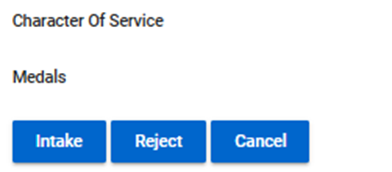 Character Of Service
Medals
Intake Reject Cancel